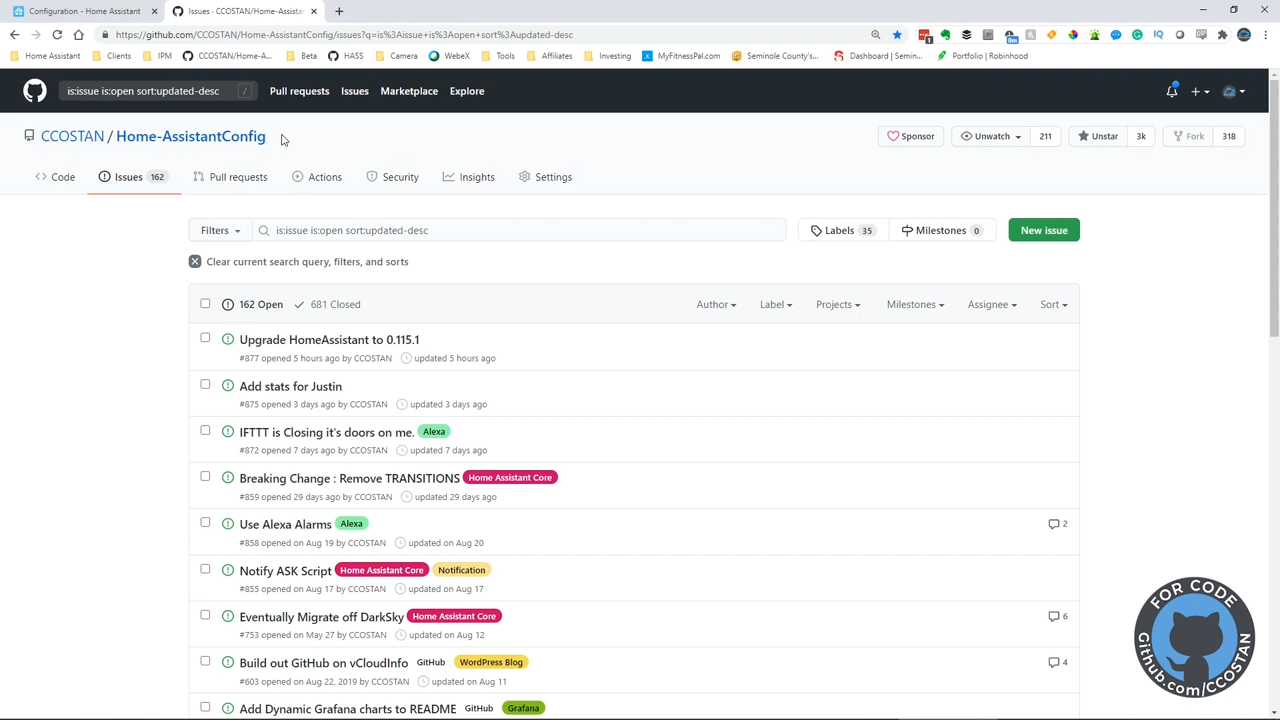 Configuration - Home Assistant
Issues · CCOSTAN/Home-Assistan
github.com/CCOSTAN/Home-AssistantConfig/issues?q=is%3Aissue+is%3Aopen+sort%3Aupdated-desc
Home Assistant
Clients
IPM
CCOSTAN/Home-A...
Beta
HASS
Camera
WebeX
Tools
Affiliates
Investing
MyFitnessPal.com
Seminole County's...
Dashboard | Semin...
Portfolio | Robinhood
is:issue is:open sort:updated-desc /
Pull requests
Issues
Marketplace
Explore
CCOSTAN / Home-AssistantConfig
Sponsor
Unwatch 211
Unstar 3k
Fork 318
Code
Issues 162
Pull requests
Actions
Security
Insights
Settings
Filters
is:issue is:open sort:updated-desc
Labels 35
Milestones 0
New issue
Clear current search query, filters, and sorts
162 Open
681 Closed
Author
Label
Projects
Milestones
Assignee
Sort
Upgrade HomeAssistant to 0.115.1
#877 opened 5 hours ago by CCOSTAN updated 5 hours ago
Add stats for Justin
#875 opened 3 days ago by CCOSTAN updated 3 days ago
IFTTT is Closing it's doors on me. Alexa
#872 opened 7 days ago by CCOSTAN updated 7 days ago
Breaking Change : Remove TRANSITIONS Home Assistant Core
#859 opened 29 days ago by CCOSTAN updated 29 days ago
Use Alexa Alarms Alexa 2
#858 opened on Aug 19 by CCOSTAN updated on Aug 20
Notify ASK Script Home Assistant Core Notification
#855 opened on Aug 17 by CCOSTAN updated on Aug 17
Eventually Migrate off DarkSky Home Assistant Core 6
#753 opened on May 27 by CCOSTAN updated on Aug 12
Build out GitHub on vCloudInfo GitHub WordPress Blog 4
#603 opened on Aug 22, 2019 by CCOSTAN updated on Aug 11
Add Dynamic Grafana charts to README GitHub Grafana
FOR CODE
Github.com/CCOSTAN